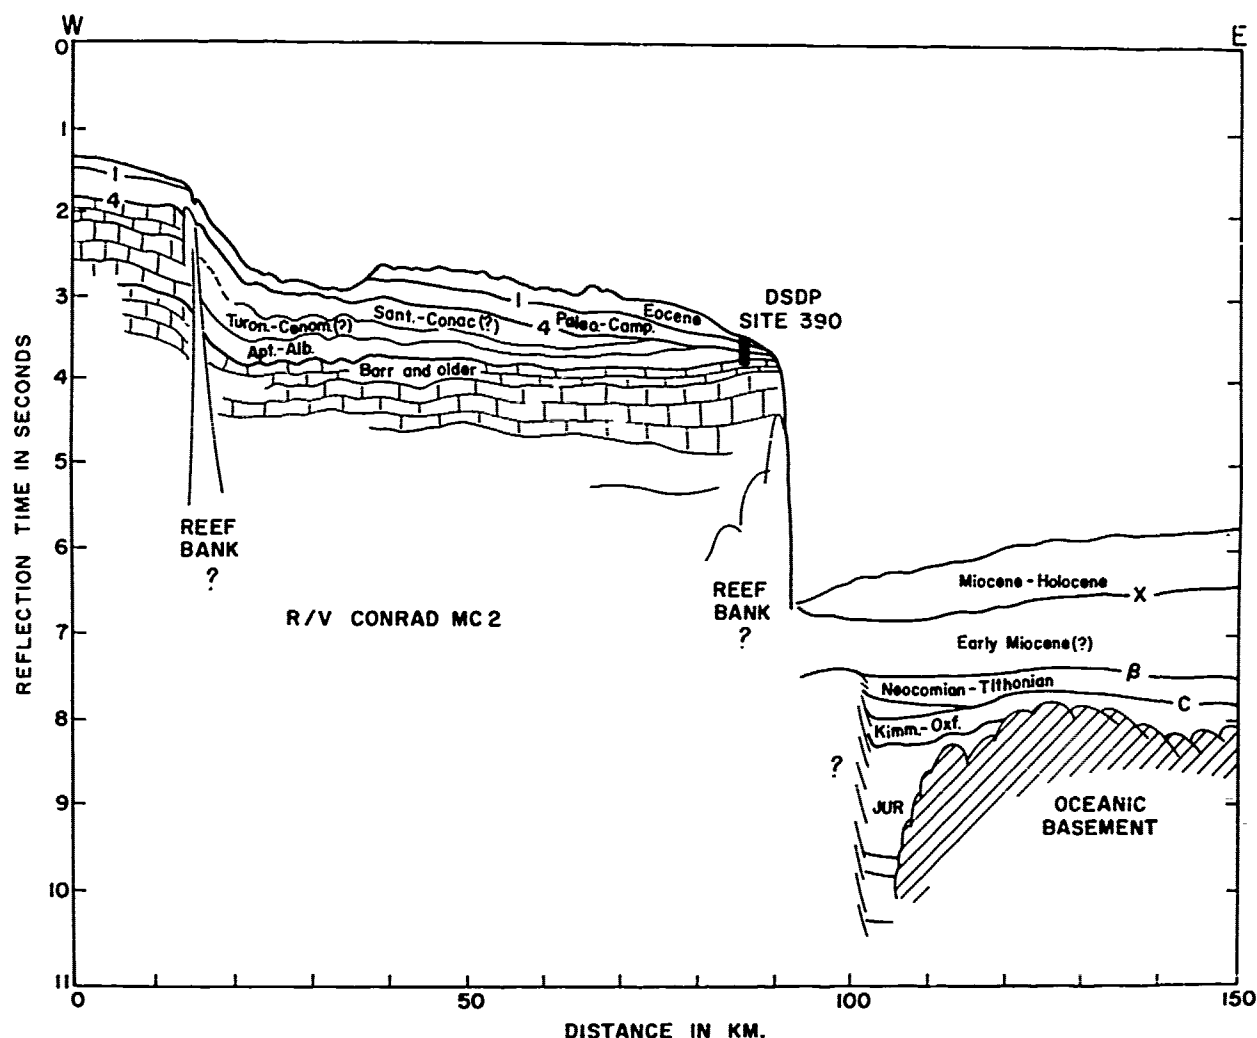 W
E
0
1
2
3
4
5
6
7
8
9
10
11
REFLECTION TIME IN SECONDS
1
4
1
4
Eocene
Paleo.-Camp.
Sant.-Conac(?)
Turon.-Cenom.(?)
Apt.-Alb.
Barr and older
DSDP
SITE 390
REEF
BANK
?
REEF
BANK
?
R/V CONRAD MC 2
Miocene - Holocene
X
Early Miocene(?)
β
Neocomian - Tithonian
C
Kimm.-Oxf.
?
JUR
OCEANIC
BASEMENT
0
50
100
150
DISTANCE IN KM.